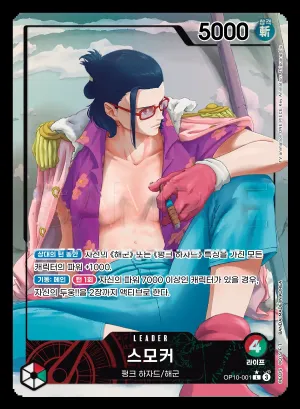 5000
타격
斬
상대의 턴 동안 자신의 《해군》 또는 《펑크 하자드》 특징을 가진 모든
캐릭터의 파워 +1000.
기동: 메인 턴 1회 자신의 파워 7000 이상인 캐릭터가 있을 경우,
자신의 두웅!!을 2장까지 액티브로 한다.
LEADER
스모커
펑크 하자드/해군
4
라이프
OP10-001 L
3